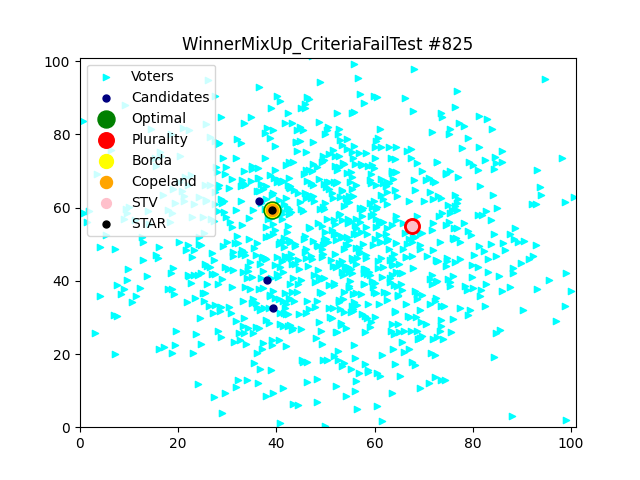 WinnerMixUp_CriteriaFailTest #825
100
80
60
40
20
0
0
20
40
60
80
100
Voters
Candidates
Optimal
Plurality
Borda
Copeland
STV
STAR